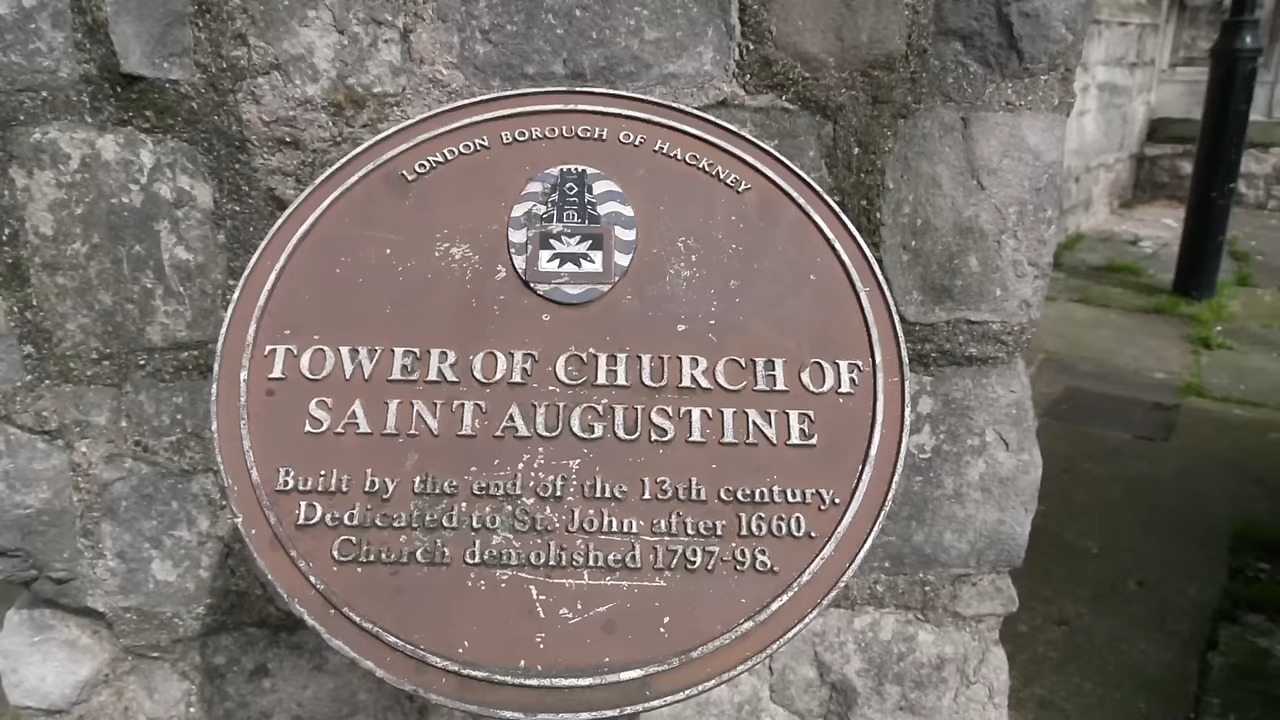 LONDON BOROUGH OF HACKNEY
TOWER OF CHURCH OF
SAINT AUGUSTINE
Built by the end of the 13th century.
Dedicated to St. John after 1660.
Church demolished 1797-98.